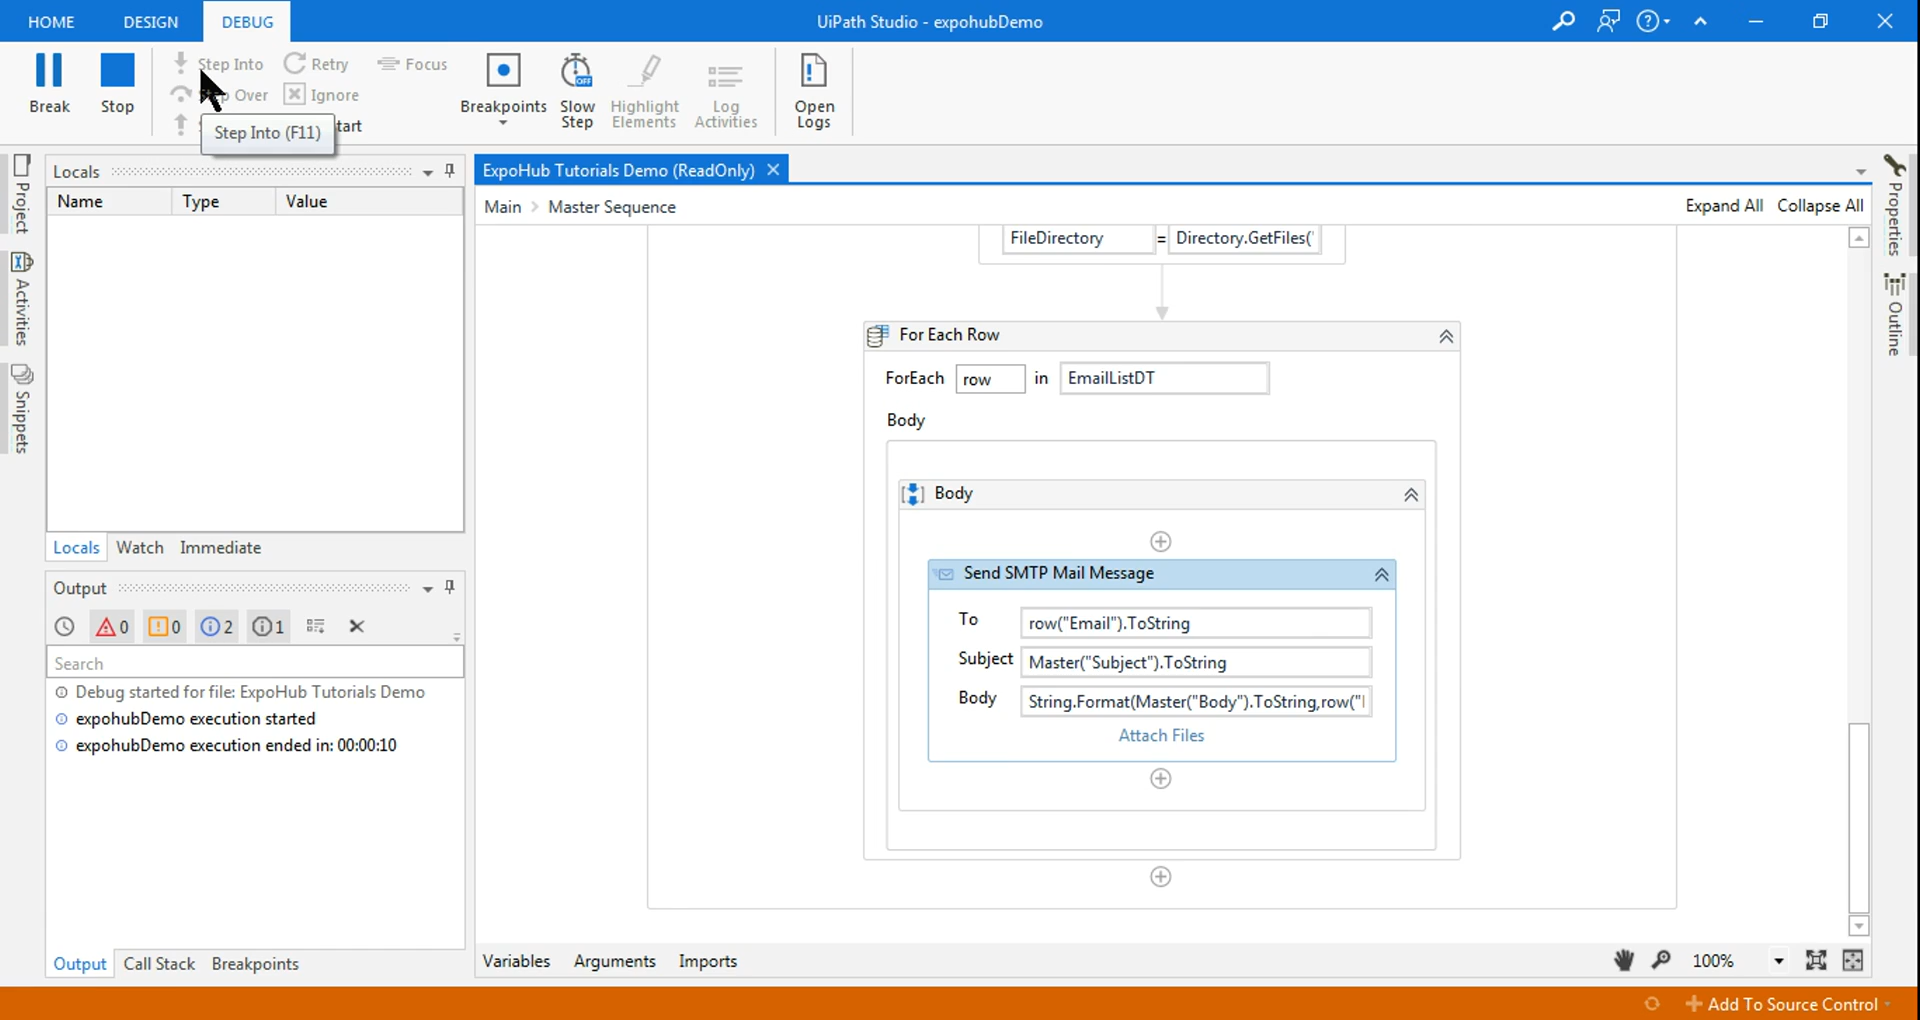 HOME DESIGN DEBUG UiPath Studio - expohubDemo
Step Into Retry Focus
Over Ignore
tart
Break Stop Breakpoints Slow Step Highlight Elements Log Activities Open Logs
Step Into (F11)
Project
Activities
Snippets
Locals
Name Type Value
Locals Watch Immediate
Output
0 0 2 1
Search
Debug started for file: ExpoHub Tutorials Demo
expohubDemo execution started
expohubDemo execution ended in: 00:00:10
Output Call Stack Breakpoints
ExpoHub Tutorials Demo (ReadOnly)
Main > Master Sequence Expand All Collapse All
FileDirectory = Directory.GetFiles('
For Each Row
ForEach row in EmailListDT
Body
Body
Send SMTP Mail Message
To row("Email").ToString
Subject Master("Subject").ToString
Body String.Format(Master("Body").ToString,row("
Attach Files
Variables Arguments Imports 100%
Properties
Outline
Add To Source Control